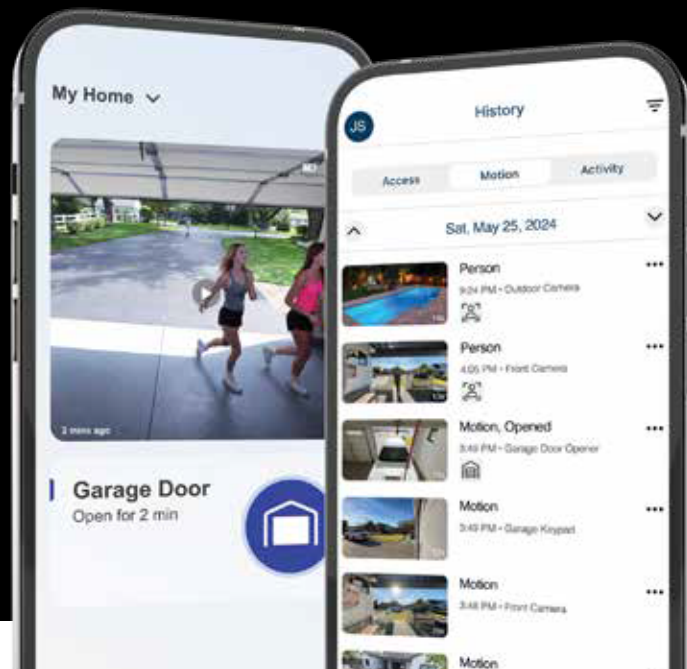 My Home
2 mins ago
Garage Door
Open for 2 min
JS
History
Access Motion Activity
Sat, May 25, 2024
Person
9:24 PM • Outdoor Camera
Person
4:05 PM • Front Camera
Motion, Opened
3:49 PM • Garage Door Opener
Motion
3:49 PM • Garage Keypad
Motion
3:48 PM • Front Camera
Motion